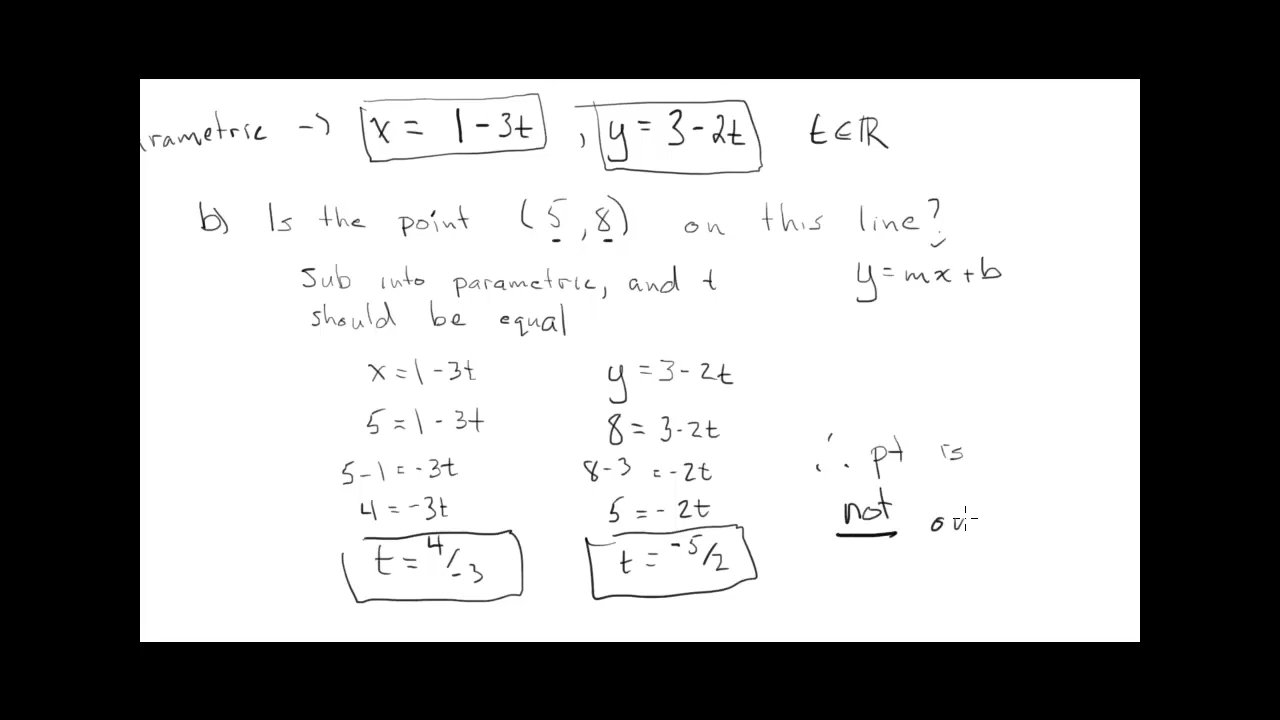 rametric -> x = 1 - 3t , y = 3 - 2t t ∈ ℝ
b) Is the point (5, 8) on this line?
Sub into parametric, and t y = mx + b
should be equal
x = 1 - 3t y = 3 - 2t
5 = 1 - 3t 8 = 3 - 2t
5 - 1 = -3t 8 - 3 = -2t ∴ pt is
4 = -3t 5 = -2t not on
t = 4/-3 t = -5/2